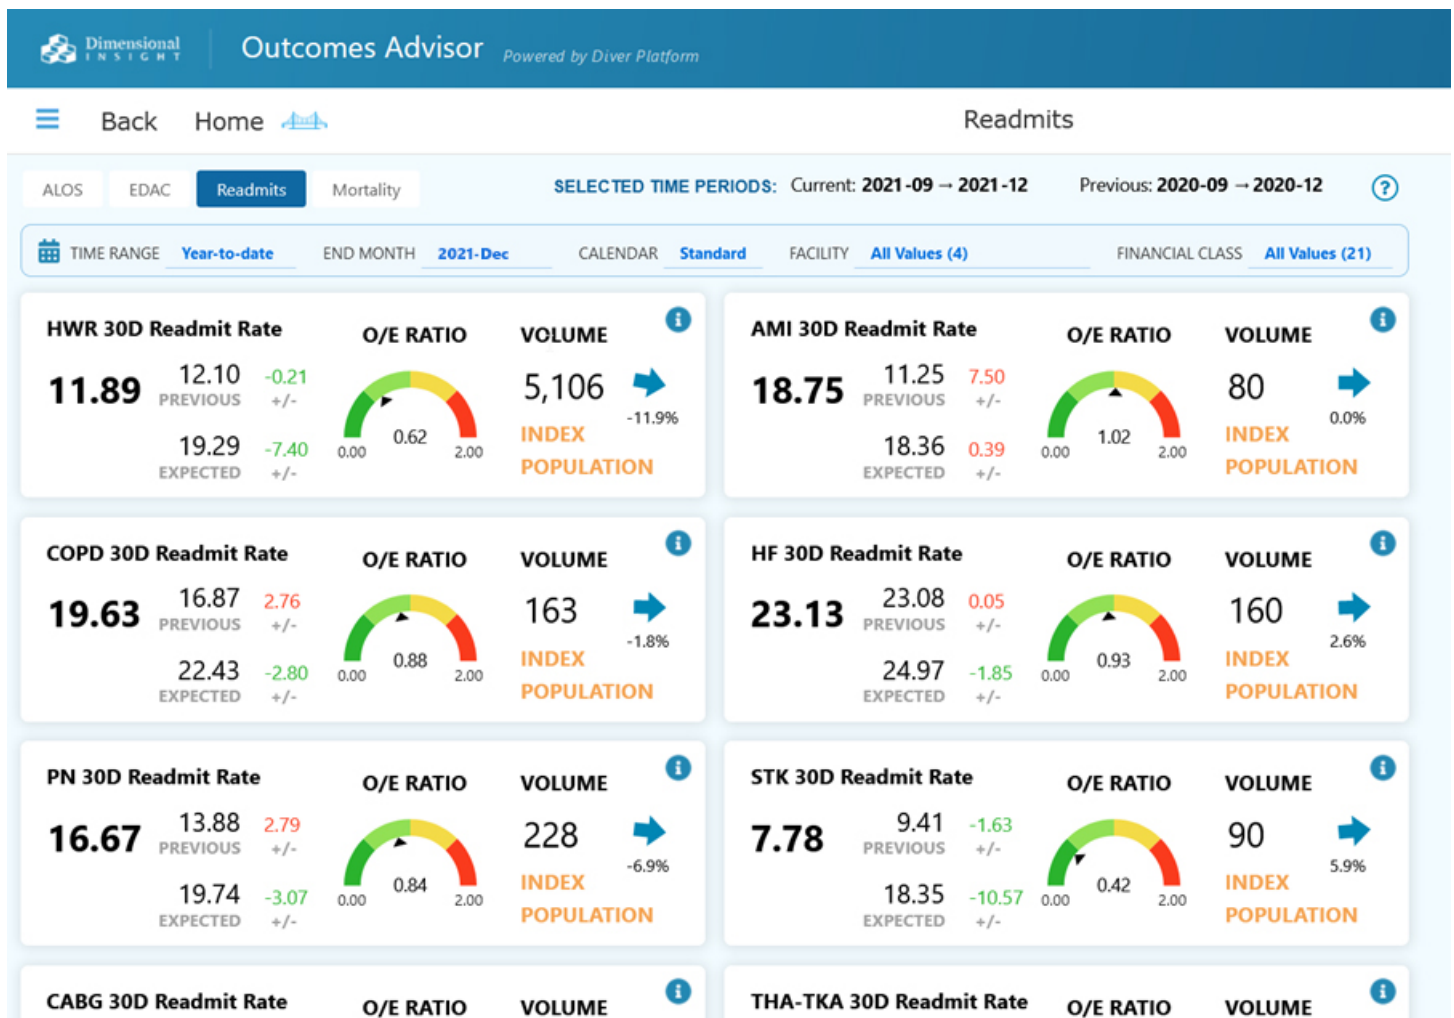 Dimensional
INSIGHT
Outcomes Advisor Powered by Diver Platform
Back Home
Readmits
ALOS EDAC Readmits Mortality
SELECTED TIME PERIODS: Current: 2021-09 → 2021-12 Previous: 2020-09 → 2020-12 ?
TIME RANGE Year-to-date END MONTH 2021-Dec CALENDAR Standard FACILITY All Values (4) FINANCIAL CLASS All Values (21)
HWR 30D Readmit Rate O/E RATIO VOLUME
11.89 12.10 -0.21
PREVIOUS +/-
19.29 -7.40
EXPECTED +/-
0.62
0.00 2.00
5,106
-11.9%
INDEX
POPULATION
AMI 30D Readmit Rate O/E RATIO VOLUME
18.75 11.25 7.50
PREVIOUS +/-
18.36 0.39
EXPECTED +/-
1.02
0.00 2.00
80
0.0%
INDEX
POPULATION
COPD 30D Readmit Rate O/E RATIO VOLUME
19.63 16.87 2.76
PREVIOUS +/-
22.43 -2.80
EXPECTED +/-
0.88
0.00 2.00
163
-1.8%
INDEX
POPULATION
HF 30D Readmit Rate O/E RATIO VOLUME
23.13 23.08 0.05
PREVIOUS +/-
24.97 -1.85
EXPECTED +/-
0.93
0.00 2.00
160
2.6%
INDEX
POPULATION
PN 30D Readmit Rate O/E RATIO VOLUME
16.67 13.88 2.79
PREVIOUS +/-
19.74 -3.07
EXPECTED +/-
0.84
0.00 2.00
228
-6.9%
INDEX
POPULATION
STK 30D Readmit Rate O/E RATIO VOLUME
7.78 9.41 -1.63
PREVIOUS +/-
18.35 -10.57
EXPECTED +/-
0.42
0.00 2.00
90
5.9%
INDEX
POPULATION
CABG 30D Readmit Rate O/E RATIO VOLUME
THA-TKA 30D Readmit Rate O/E RATIO VOLUME